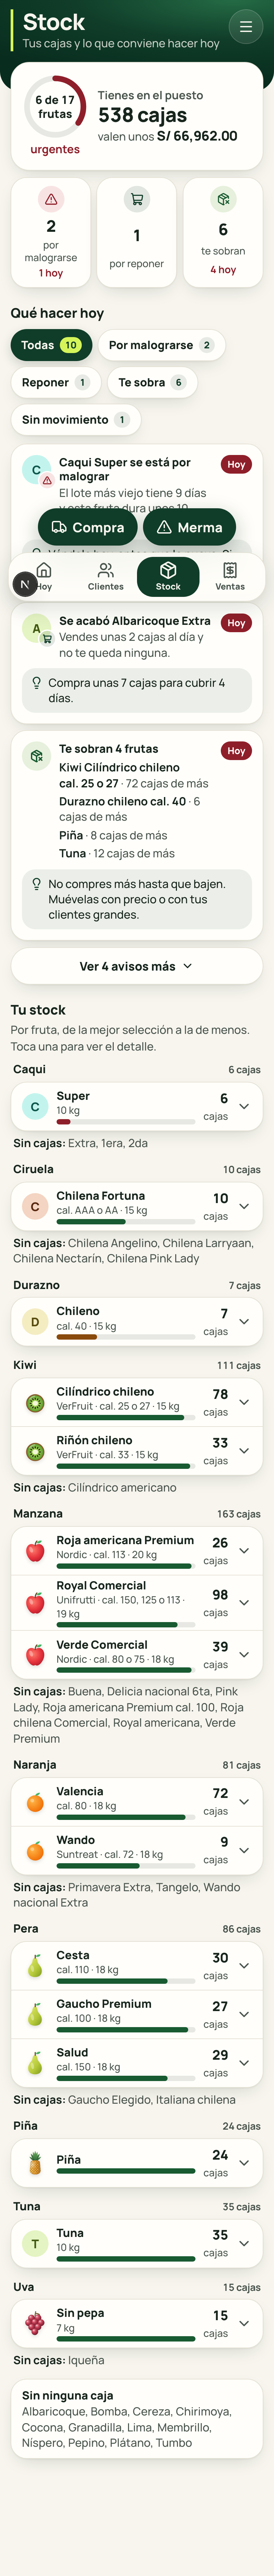 Stock
Tus cajas y lo que conviene hacer hoy
6 de 17
frutas
urgentes
Tienes en el puesto
538 cajas
valen unos S/ 66,962.00
2
por
malograrse
1 hoy
1
por reponer
6
te sobran
4 hoy
Qué hacer hoy
Todas 10
Por malograrse 2
Reponer 1
Te sobra 6
Sin movimiento 1
C
Caqui Super se está por
malograr
Hoy
El lote más viejo tiene 9 días
Compra
Merma
N
Hoy
Clientes
Stock
Ventas
A
Se acabó Albaricoque Extra
Hoy
Vendes unas 2 cajas al día y
no te queda ninguna.
Compra unas 7 cajas para cubrir 4
días.
Te sobran 4 frutas
Hoy
Kiwi Cilíndrico chileno
cal. 25 o 27 · 72 cajas de más
Durazno chileno cal. 40 · 6
cajas de más
Piña · 8 cajas de más
Tuna · 12 cajas de más
No compres más hasta que bajen.
Muévelas con precio o con tus
clientes grandes.
Ver 4 avisos más
Tu stock
Por fruta, de la mejor selección a la de menos.
Toca una para ver el detalle.
Caqui 6 cajas
C
Super
10 kg
6
cajas
Sin cajas: Extra, 1era, 2da
Ciruela 10 cajas
C
Chilena Fortuna
cal. AAA o AA · 15 kg
10
cajas
Sin cajas: Chilena Angelino, Chilena Larryaan,
Chilena Nectarín, Chilena Pink Lady
Durazno 7 cajas
D
Chileno
cal. 40 · 15 kg
7
cajas
Kiwi 111 cajas
Cilíndrico chileno
VerFruit · cal. 25 o 27 · 15 kg
78
cajas
Riñón chileno
VerFruit · cal. 33 · 15 kg
33
cajas
Sin cajas: Cilíndrico americano
Manzana 163 cajas
Roja americana Premium
Nordic · cal. 113 · 20 kg
26
cajas
Royal Comercial
Unifrutti · cal. 150, 125 o 113 ·
19 kg
98
cajas
Verde Comercial
Nordic · cal. 80 o 75 · 18 kg
39
cajas
Sin cajas: Buena, Delicia nacional 6ta, Pink
Lady, Roja americana Premium cal. 100, Roja
chilena Comercial, Royal americana, Verde
Premium
Naranja 81 cajas
Valencia
cal. 80 · 18 kg
72
cajas
Wando
Suntreat · cal. 72 · 18 kg
9
cajas
Sin cajas: Primavera Extra, Tangelo, Wando
nacional Extra
Pera 86 cajas
Cesta
cal. 110 · 18 kg
30
cajas
Gaucho Premium
cal. 100 · 18 kg
27
cajas
Salud
cal. 150 · 18 kg
29
cajas
Sin cajas: Gaucho Elegido, Italiana chilena
Piña 24 cajas
Piña
24
cajas
Tuna 35 cajas
T
Tuna
10 kg
35
cajas
Uva 15 cajas
Sin pepa
7 kg
15
cajas
Sin cajas: Iqueña
Sin ninguna caja
Albaricoque, Bomba, Cereza, Chirimoya,
Cocona, Granadilla, Lima, Membrillo,
Níspero, Pepino, Plátano, Tumbo